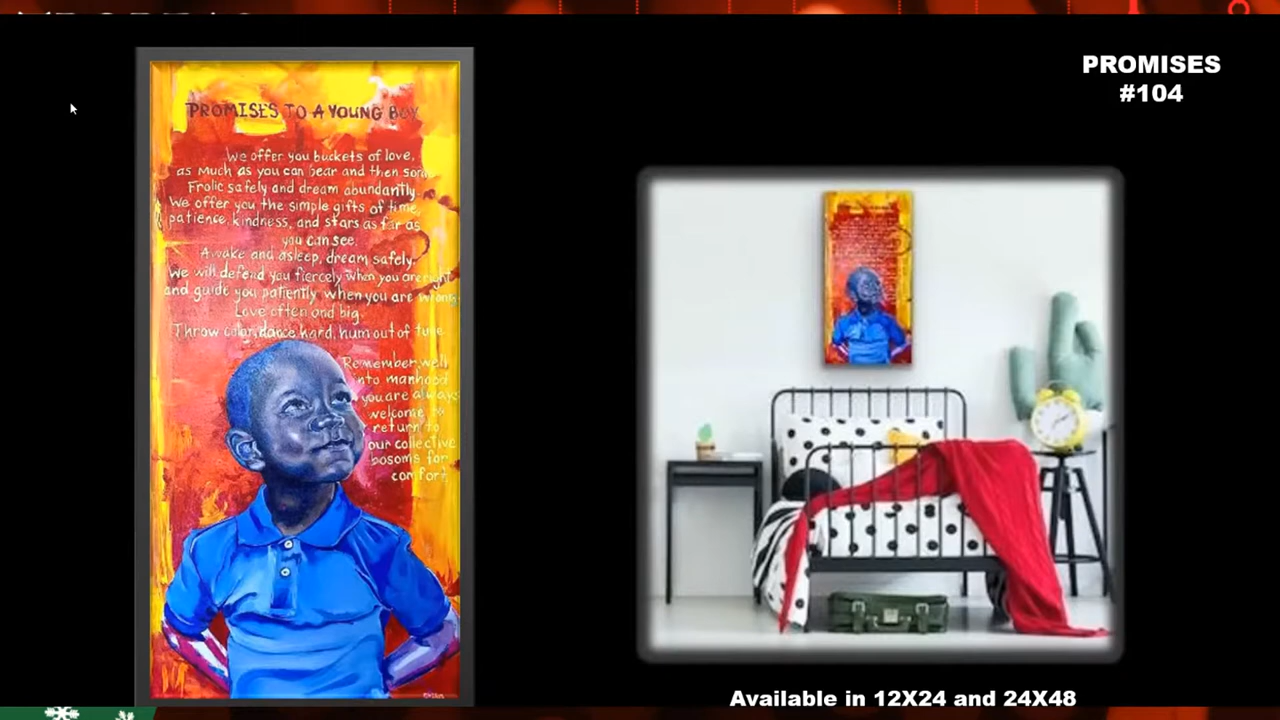 PROMISES TO A YOUNG BOY
We offer you buckets of love,
as much as you can bear and then some
Frolic safely and dream abundantly.
We offer you the simple gifts of time,
patience, kindness, and stars as far as
you can see.
Awake and asleep, dream safely.
We will defend you fiercely when you are right
and guide you patiently when you are wrong
Love often and big.
Throw color, dance hard, hum out of tune
Remember well
into manhood
you are always
welcome to
return to
our collective
bosoms for
comfort
PROMISES
#104
Available in 12X24 and 24X48